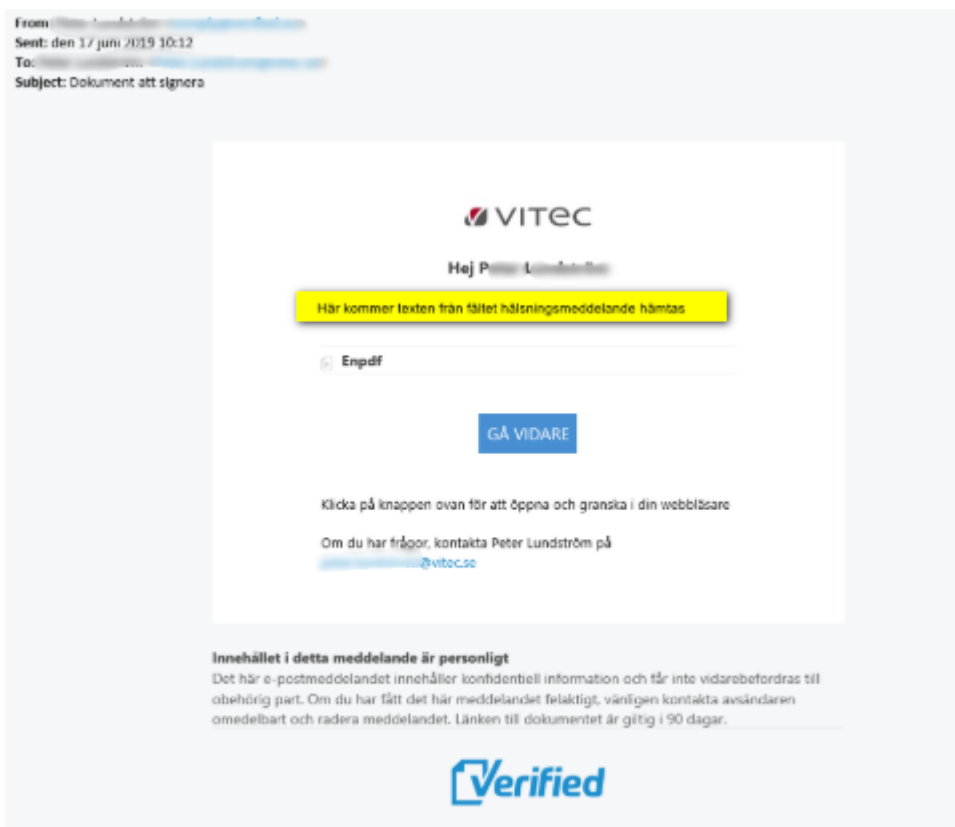 From:
Sent: den 17 juni 2019 10:12
To:
Subject: Dokument att signera
VITEC
Hej P L
Här kommer texten från fältet hälsningsmeddelande hämtas
Enpdf
GÅ VIDARE
Klicka på knappen ovan för att öppna och granska i din webbläsare
Om du har frågor, kontakta Peter Lundström på
@vitec.se
Innehållet i detta meddelande är personligt
Det här e-postmeddelandet innehåller konfidentiell information och får inte vidarebefordras till
obehörig part. Om du har fått det här meddelandet felaktigt, vänligen kontakta avsändaren
omedelbart och radera meddelandet. Länken till dokumentet är giltig i 90 dagar.
Verified